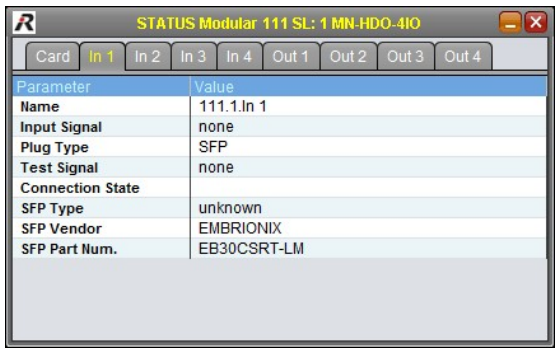 R STATUS Modular 111 SL: 1 MN-HDO-4IO
Card In 1 In 2 In 3 In 4 Out 1 Out 2 Out 3 Out 4
Parameter Value
Name 111.1.In 1
Input Signal none
Plug Type SFP
Test Signal none
Connection State
SFP Type unknown
SFP Vendor EMBRIONIX
SFP Part Num. EB30CSRT-LM